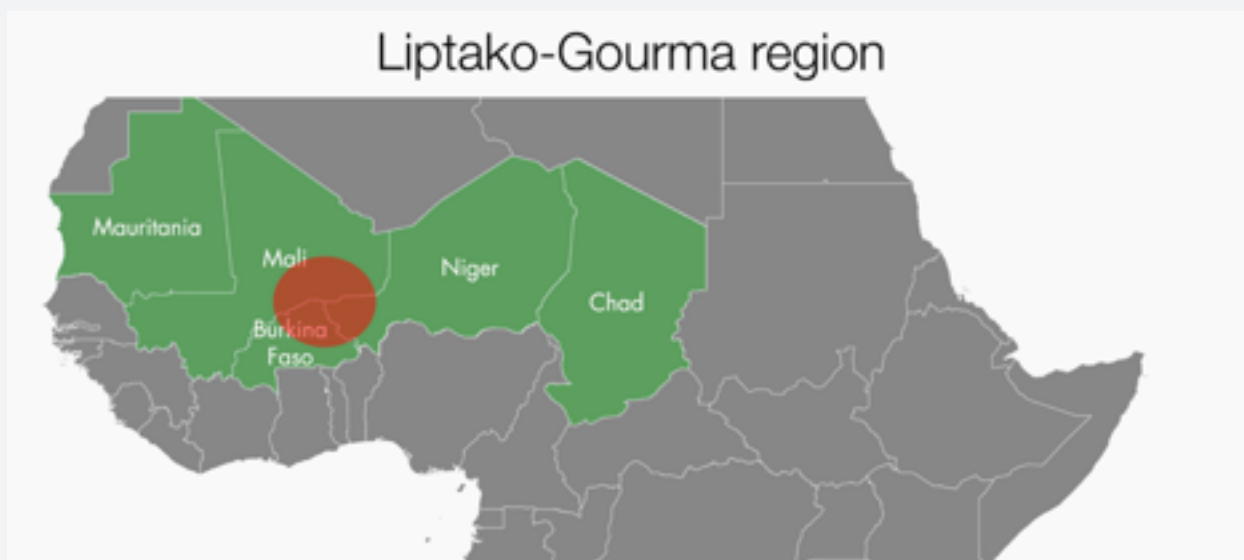 Liptako-Gourma region
Mauritania
Mali
Niger
Chad
Burkina
Faso